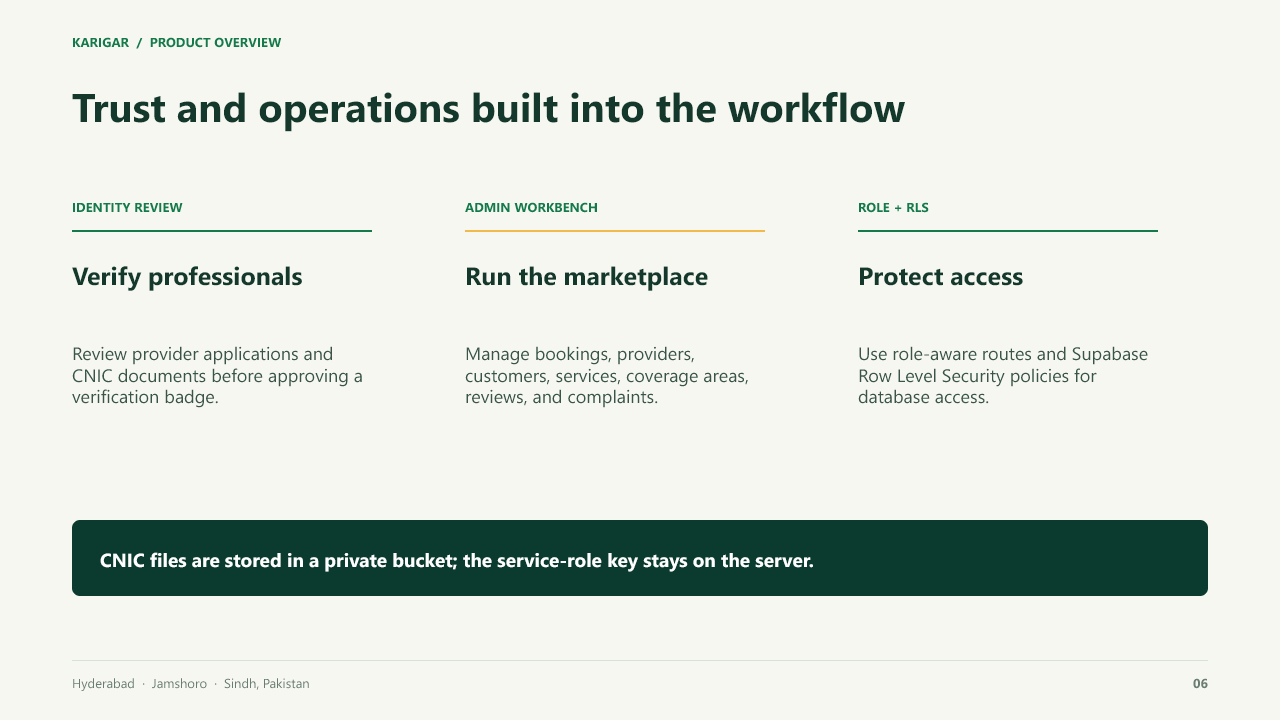 KARIGAR / PRODUCT OVERVIEW
Trust and operations built into the workflow
IDENTITY REVIEW
Verify professionals
Review provider applications and
CNIC documents before approving a
verification badge.
ADMIN WORKBENCH
Run the marketplace
Manage bookings, providers,
customers, services, coverage areas,
reviews, and complaints.
ROLE + RLS
Protect access
Use role-aware routes and Supabase
Row Level Security policies for
database access.
CNIC files are stored in a private bucket; the service-role key stays on the server.
Hyderabad · Jamshoro · Sindh, Pakistan
06